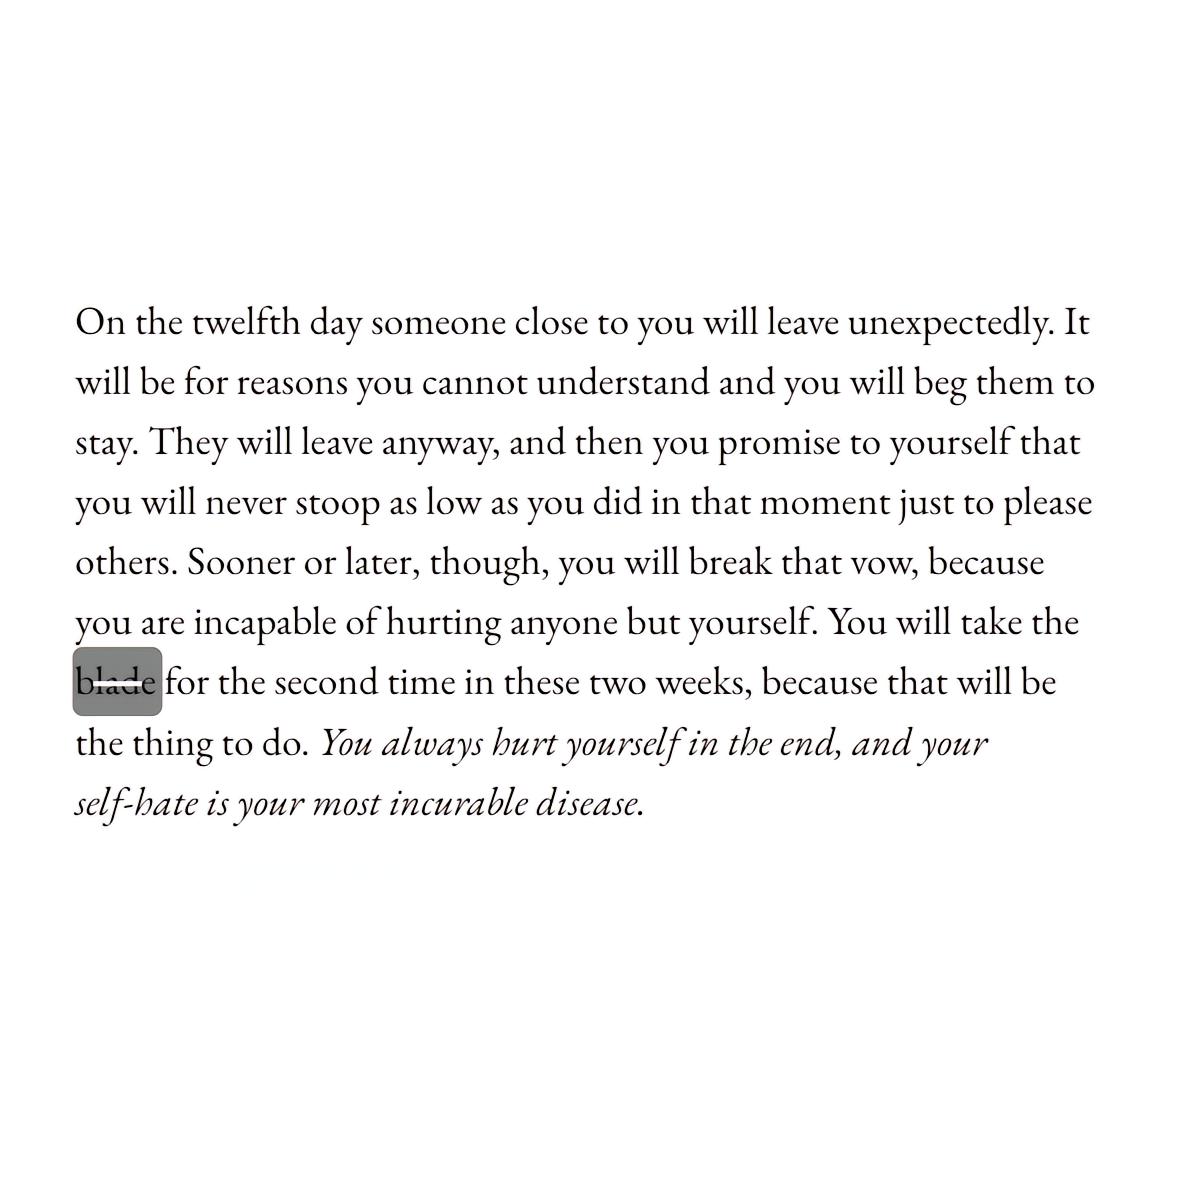 On the twelfth day someone close to you will leave unexpectedly. It
will be for reasons you cannot understand and you will beg them to
stay. They will leave anyway, and then you promise to yourself that
you will never stoop as low as you did in that moment just to please
others. Sooner or later, though, you will break that vow, because
you are incapable of hurting anyone but yourself. You will take the
blade for the second time in these two weeks, because that will be
the thing to do. You always hurt yourself in the end, and your
self-hate is your most incurable disease.